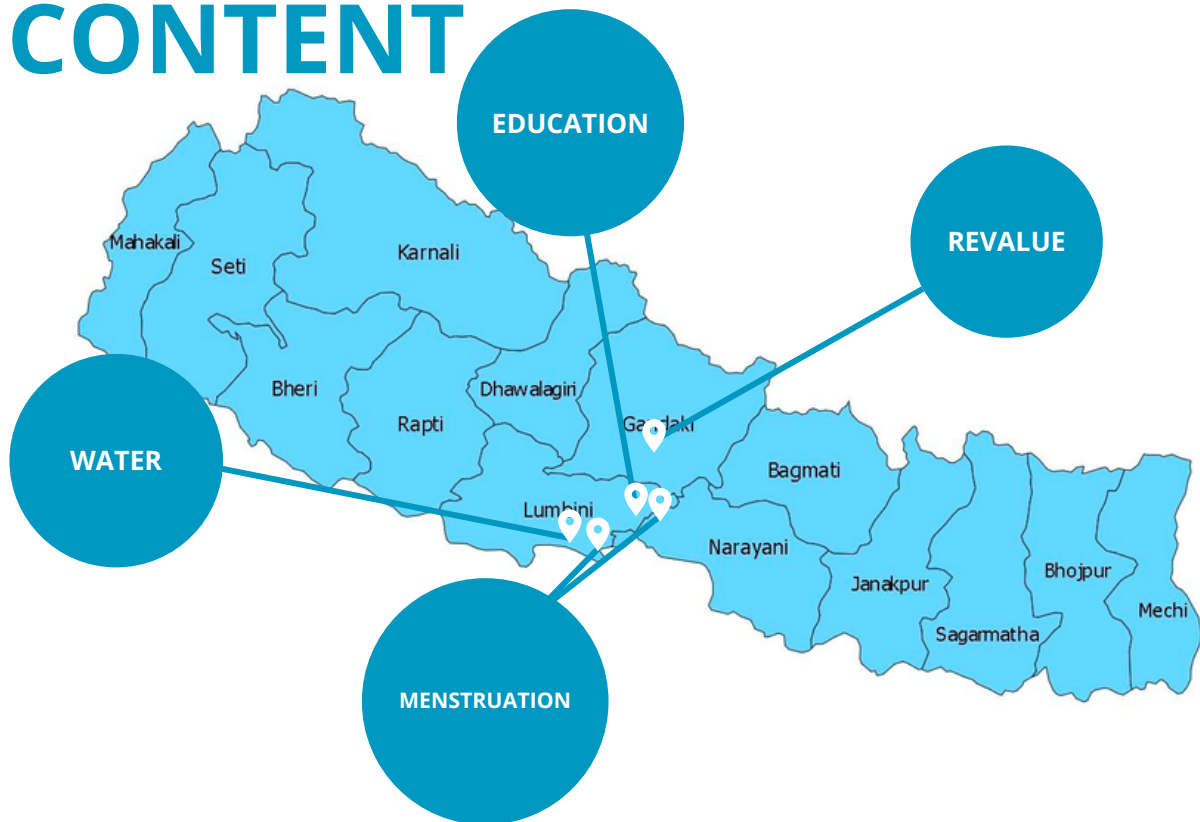 CONTENT
EDUCATION
REVALUE
Mahakali
Seti
Karnali
Bheri
Rapti
Dhawalagiri
Gandaki
WATER
Bagmati
Lumbini
Narayani
Janakpur
Bhojpur
Mechi
Sagarmatha
MENSTRUATION